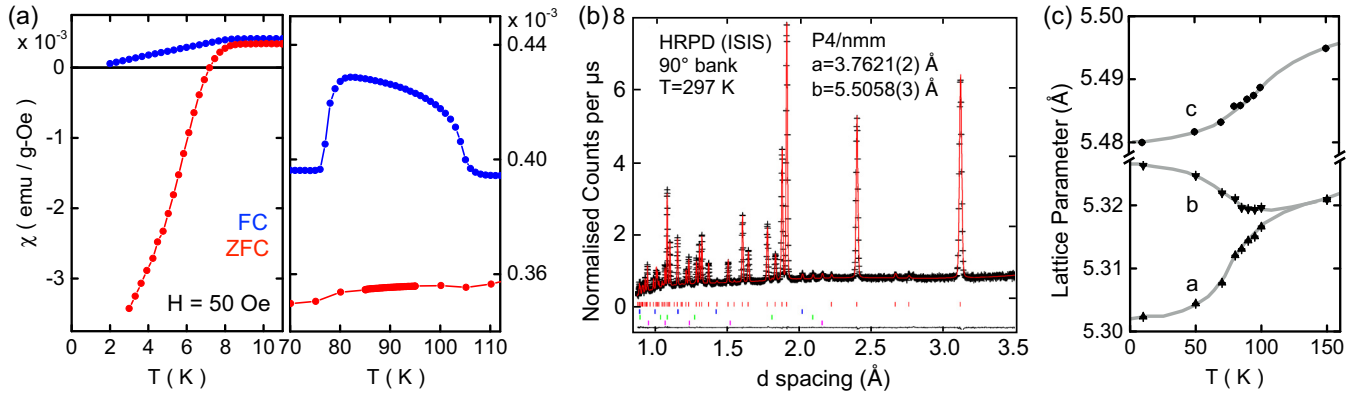 (a)
x 10⁻³
0
-1
-2
-3
χ ( emu / g-Oe )
FC
ZFC
H = 50 Oe
0 2 4 6 8 10
T ( K )
x 10⁻³
0.44
0.40
0.36
70 80 90 100 110
T ( K )
(b)
8
6
4
2
0
Normalised Counts per μs
HRPD (ISIS)
90° bank
T=297 K
P4/nmm
a=3.7621(2) Å
b=5.5058(3) Å
1.0 1.5 2.0 2.5 3.0 3.5
d spacing (Å)
(c)
5.50
5.49
5.48
5.32
5.31
5.30
Lattice Parameter (Å)
c
b
a
0 50 100 150
T ( K )